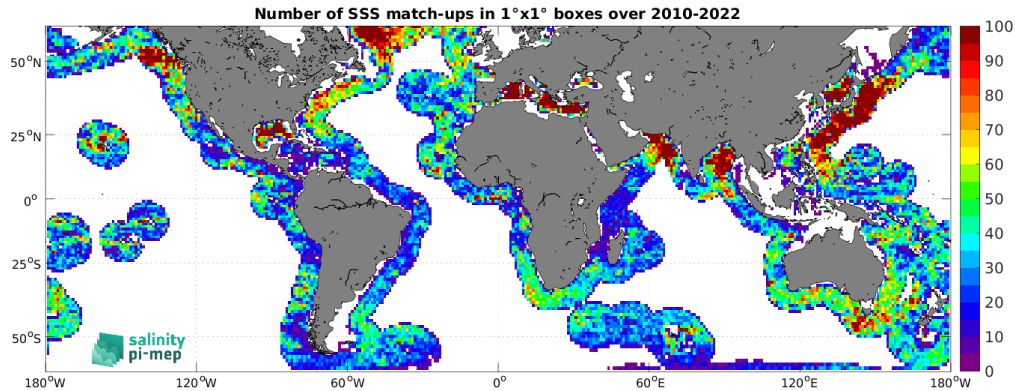 Number of SSS match-ups in 1°x1° boxes over 2010-2022
50°N
25°N
0°
25°S
50°S
180°W
120°W
60°W
0°
60°E
120°E
180°W
100
90
80
70
60
50
40
30
20
10
0
salinity
pi-mep